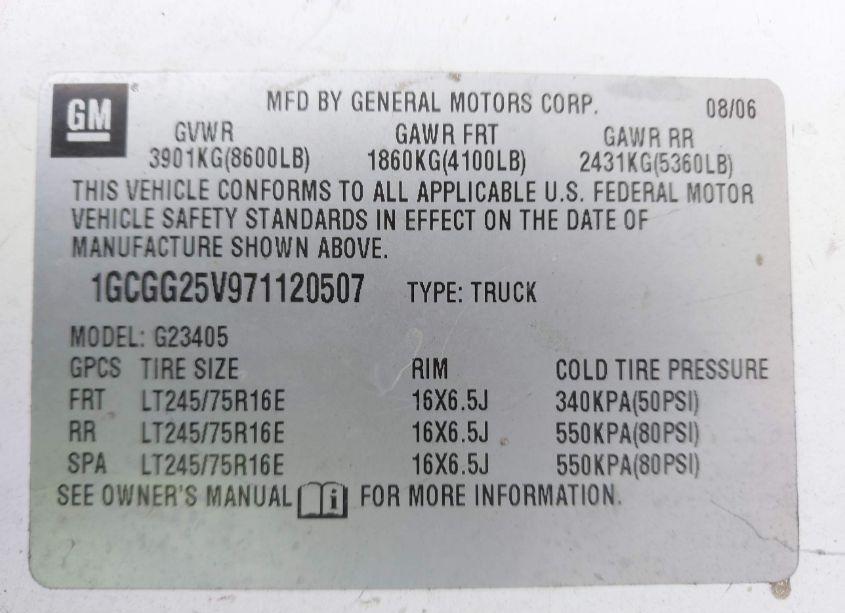 GM
MFD BY GENERAL MOTORS CORP. 08/06
GVWR GAWR FRT GAWR RR
3901KG(8600LB) 1860KG(4100LB) 2431KG(5360LB)
THIS VEHICLE CONFORMS TO ALL APPLICABLE U.S. FEDERAL MOTOR
VEHICLE SAFETY STANDARDS IN EFFECT ON THE DATE OF
MANUFACTURE SHOWN ABOVE.
1GCGG25V971120507 TYPE: TRUCK
MODEL: G23405
GPCS TIRE SIZE RIM COLD TIRE PRESSURE
FRT LT245/75R16E 16X6.5J 340KPA(50PSI)
RR LT245/75R16E 16X6.5J 550KPA(80PSI)
SPA LT245/75R16E 16X6.5J 550KPA(80PSI)
SEE OWNER'S MANUAL i FOR MORE INFORMATION.